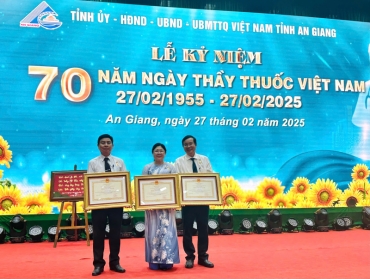 TỈNH ỦY - HĐND - UBND - UBMTTQ VIỆT NAM TỈNH AN GIANG
LỄ KỶ NIỆM
70 NĂM NGÀY THẦY THUỐC VIỆT NAM
27/02/1955 - 27/02/2025
An Giang, ngày 27 tháng 02 năm 2025